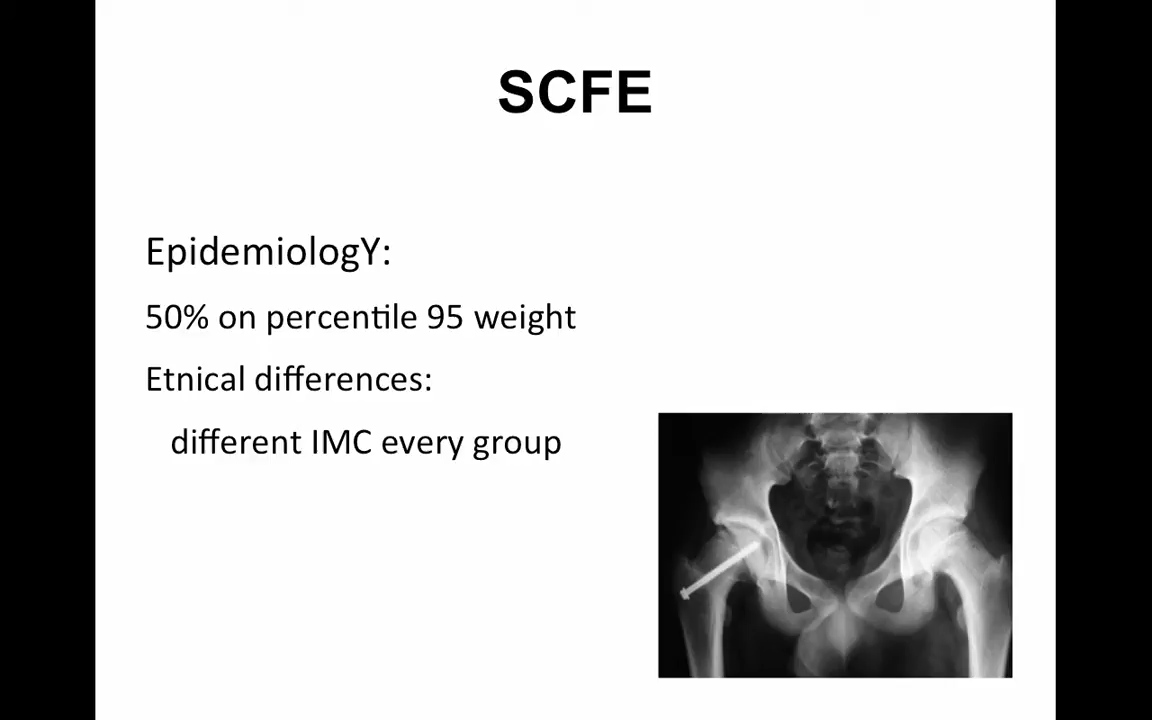 SCFE
EpidemiologY:
50% on percentile 95 weight
Etnical differences:
different IMC every group